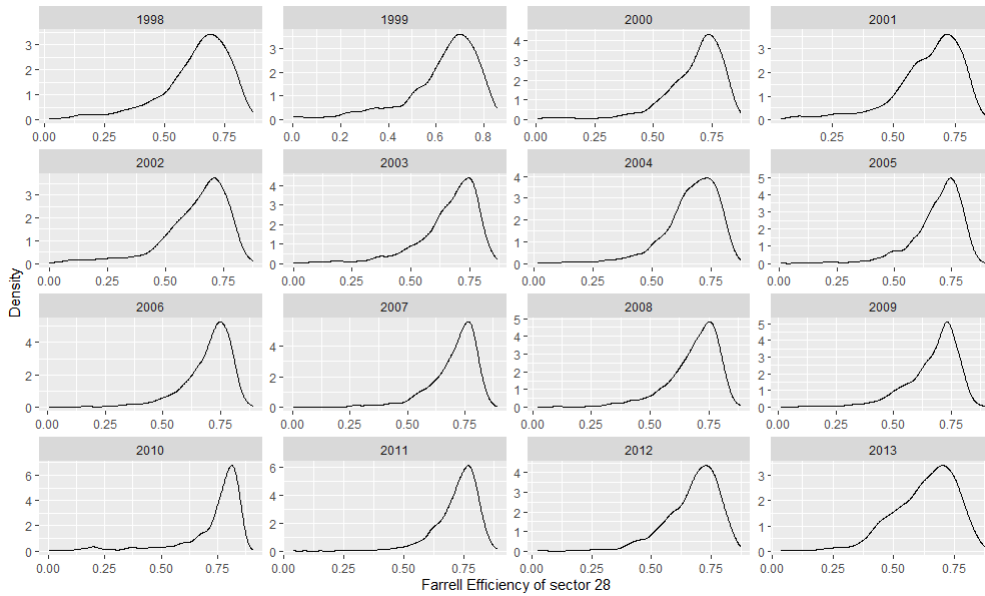 1998 1999 2000 2001
3 3 4 3
2 2 3 2
1 1 2 1
0 0 1 0
0
0.00 0.25 0.50 0.75 0.0 0.2 0.4 0.6 0.8 0.00 0.25 0.50 0.75 0.25 0.50 0.75
2002 2003 2004 2005
3 4 4 5
2 3 3 4
1 2 2 3
0 1 1 2
0 0 1
0
0.00 0.25 0.50 0.75 0.00 0.25 0.50 0.75 0.00 0.25 0.50 0.75 0.00 0.25 0.50 0.75
Density
2006 2007 2008 2009
4 4 5 5
2 2 4 4
0 0 3 3
2 2
1 1
0 0
0.00 0.25 0.50 0.75 0.00 0.25 0.50 0.75 0.00 0.25 0.50 0.75 0.00 0.25 0.50 0.75
2010 2011 2012 2013
6 6 4 3
4 4 3 2
2 2 2 1
0 0 1 0
0
0.00 0.25 0.50 0.75 0.00 0.25 0.50 0.75 0.00 0.25 0.50 0.75 0.00 0.25 0.50 0.75
Farrell Efficiency of sector 28